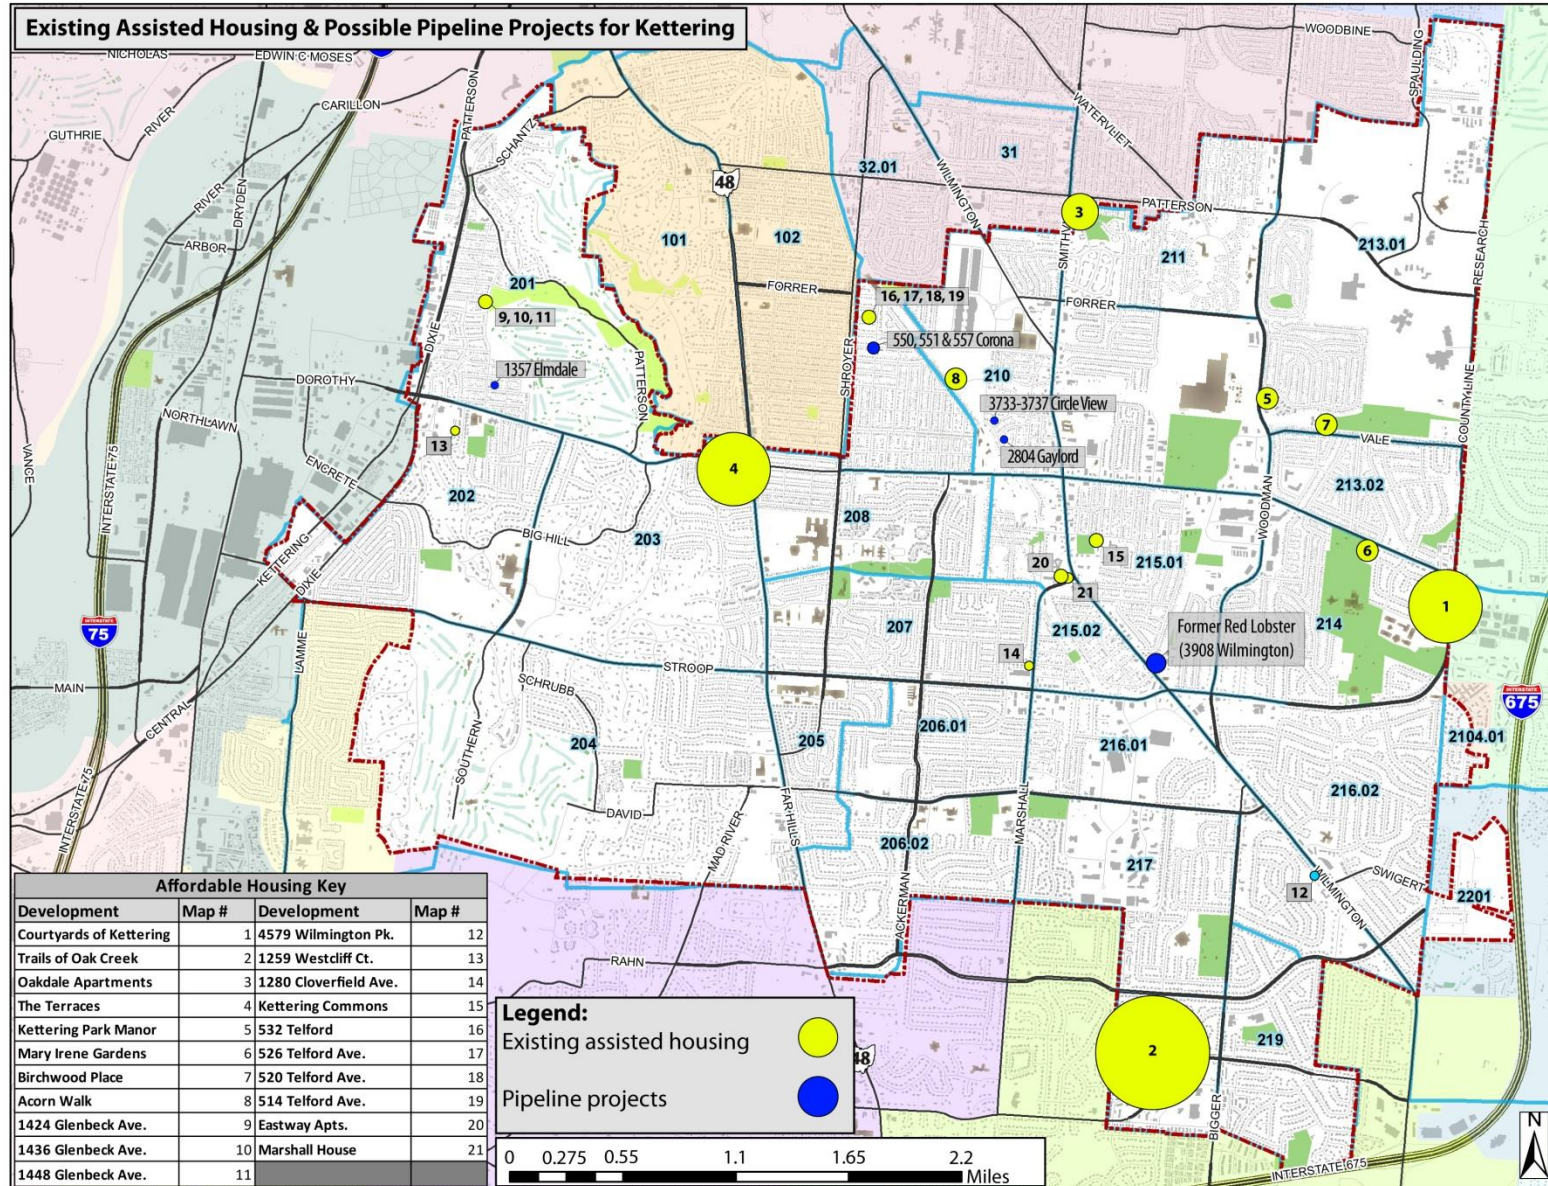 Existing Assisted Housing & Possible Pipeline Projects for Kettering
NICHOLAS
EDWIN C MOSES
WOODBINE
SPAULDING
CARILLON
PATTERSON
GUTHRIE
RIVER
SCHANTZ
WATERVLIET
31
32.01
WILMINGTON
48
3
PATTERSON
RIVER
DRYDEN
ARBOR
101
102
SMITHV
211
213.01
RESEARCH
201
FORRER
16, 17, 18, 19
FORRER
9, 10, 11
DIXIE
550, 551 & 557 Corona
INTERSTATE 75
PATTERSON
SHROYER
1357 Elmdale
8
210
DOROTHY
3733-3737 Circle View
5
7
NORTHLAWN
13
VALE
COUNTY LINE
2804 Gaylord
VANCE
ENCRETE
4
202
213.02
WOODMAN
208
BIG HILL
203
KETTERING
15
6
20
215.01
DIXIE
21
1
75
207
214
215.02
Former Red Lobster
(3908 Wilmington)
LAMME
14
STROOP
MAIN
SCHRUBB
675
CENTRAL
206.01
2104.01
204
205
216.01
SOUTHERN
INTERSTATE 75
216.02
DAVID
FAR HILLS
MARSHALL
MAD RIVER
206.02
217
WILMINGTON
SWIGERT
12
2201
ACKERMAN
RAHN
2
219
48
BIGGER
INTERSTATE 675
Affordable Housing Key
Development Map # Development Map #
Courtyards of Kettering 1 4579 Wilmington Pk. 12
Trails of Oak Creek 2 1259 Westcliff Ct. 13
Oakdale Apartments 3 1280 Cloverfield Ave. 14
The Terraces 4 Kettering Commons 15
Kettering Park Manor 5 532 Telford 16
Mary Irene Gardens 6 526 Telford Ave. 17
Birchwood Place 7 520 Telford Ave. 18
Acorn Walk 8 514 Telford Ave. 19
1424 Glenbeck Ave. 9 Eastway Apts. 20
1436 Glenbeck Ave. 10 Marshall House 21
1448 Glenbeck Ave. 11
Legend:
Existing assisted housing
Pipeline projects
0 0.275 0.55 1.1 1.65 2.2
Miles
N